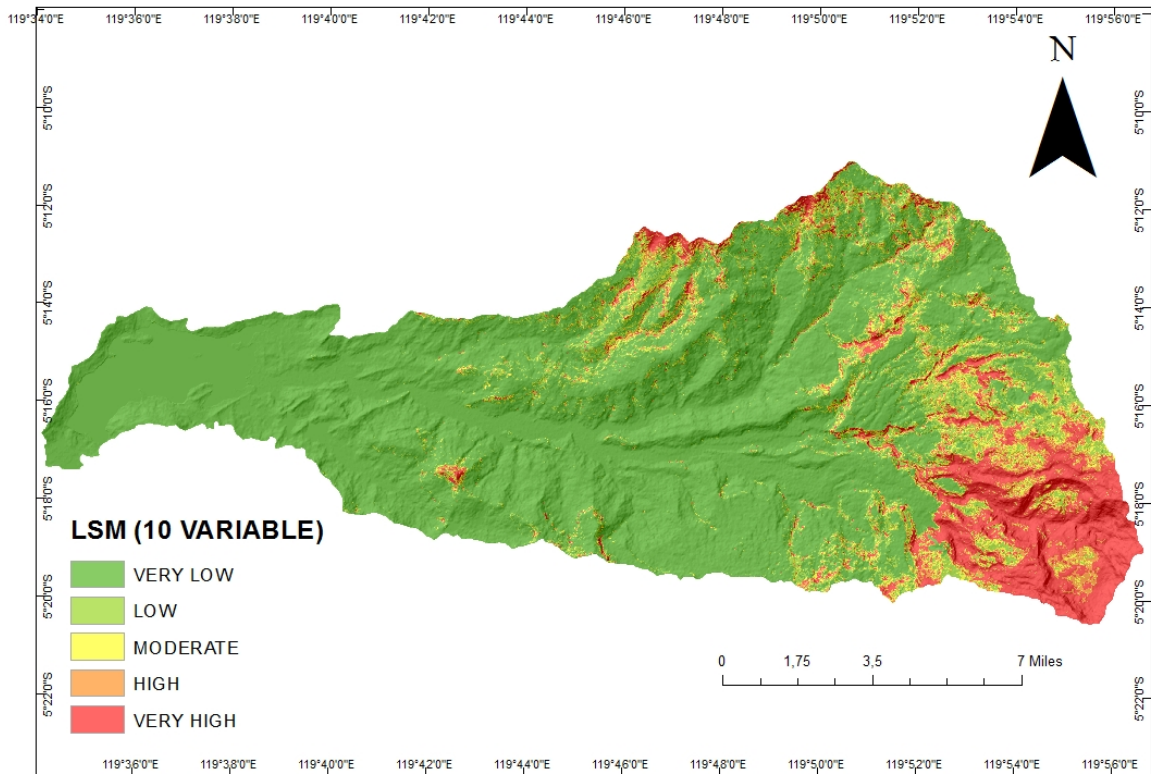 119°34'0"E 119°36'0"E 119°38'0"E 119°40'0"E 119°42'0"E 119°44'0"E 119°46'0"E 119°48'0"E 119°50'0"E 119°52'0"E 119°54'0"E 119°56'0"E
N
5°10'0"S 5°10'0"S
5°12'0"S 5°12'0"S
5°14'0"S 5°14'0"S
5°16'0"S 5°16'0"S
5°18'0"S 5°18'0"S
LSM (10 VARIABLE)
VERY LOW
LOW
5°20'0"S 5°20'0"S
MODERATE
0 1,75 3,5 7 Miles
HIGH
5°22'0"S 5°22'0"S
VERY HIGH
119°36'0"E 119°38'0"E 119°40'0"E 119°42'0"E 119°44'0"E 119°46'0"E 119°48'0"E 119°50'0"E 119°52'0"E 119°54'0"E 119°56'0"E